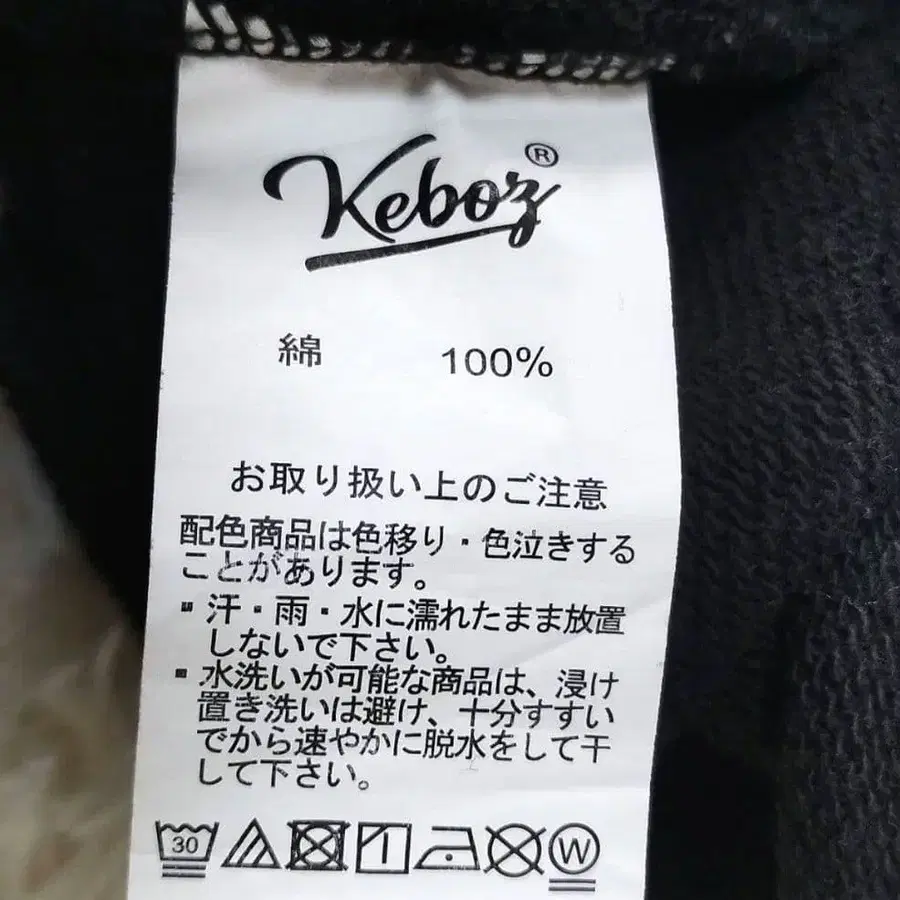 Keboz®
綿 100%
お取り扱い上のご注意
配色商品は色移り・色泣きする
ことがあります。
▪ 汗・雨・水に濡れたまま放置
しないで下さい。
▪ 水洗いが可能な商品は、浸け
置き洗いは避け、十分すすい
でから速やかに脱水をして干
して下さい。
30 W